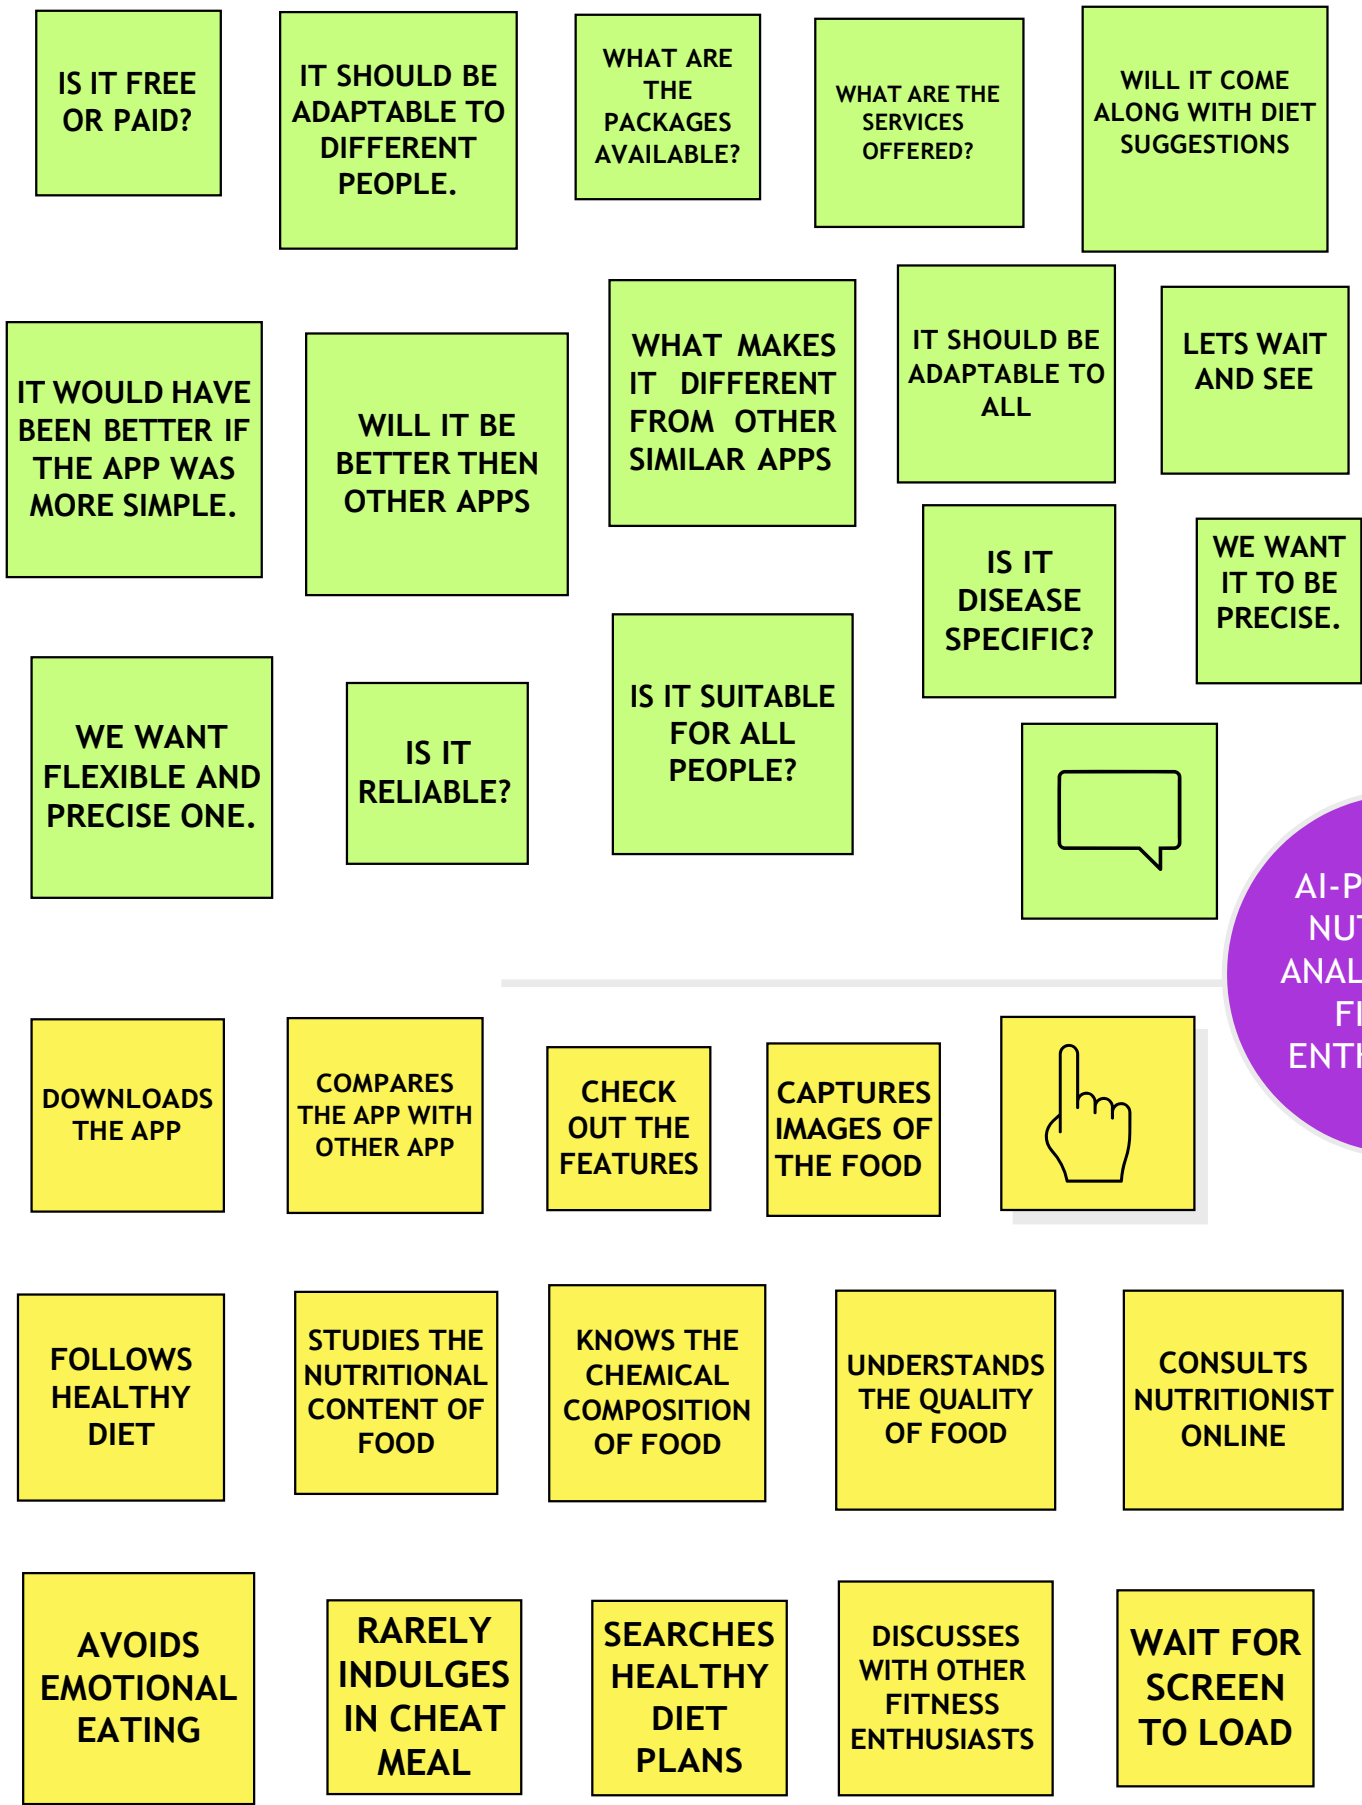 IS IT FREE
OR PAID?
IT SHOULD BE
ADAPTABLE TO
DIFFERENT
PEOPLE.
WHAT ARE
THE
PACKAGES
AVAILABLE?
WHAT ARE THE
SERVICES
OFFERED?
WILL IT COME
ALONG WITH DIET
SUGGESTIONS
IT WOULD HAVE
BEEN BETTER IF
THE APP WAS
MORE SIMPLE.
WILL IT BE
BETTER THEN
OTHER APPS
WHAT MAKES
IT DIFFERENT
FROM OTHER
SIMILAR APPS
IT SHOULD BE
ADAPTABLE TO
ALL
LETS WAIT
AND SEE
IS IT
DISEASE
SPECIFIC?
WE WANT
IT TO BE
PRECISE.
WE WANT
FLEXIBLE AND
PRECISE ONE.
IS IT
RELIABLE?
IS IT SUITABLE
FOR ALL
PEOPLE?
AI-P
NUT
ANAL
FI
ENTH
DOWNLOADS
THE APP
COMPARES
THE APP WITH
OTHER APP
CHECK
OUT THE
FEATURES
CAPTURES
IMAGES OF
THE FOOD
FOLLOWS
HEALTHY
DIET
STUDIES THE
NUTRITIONAL
CONTENT OF
FOOD
KNOWS THE
CHEMICAL
COMPOSITION
OF FOOD
UNDERSTANDS
THE QUALITY
OF FOOD
CONSULTS
NUTRITIONIST
ONLINE
AVOIDS
EMOTIONAL
EATING
RARELY
INDULGES
IN CHEAT
MEAL
SEARCHES
HEALTHY
DIET
PLANS
DISCUSSES
WITH OTHER
FITNESS
ENTHUSIASTS
WAIT FOR
SCREEN
TO LOAD